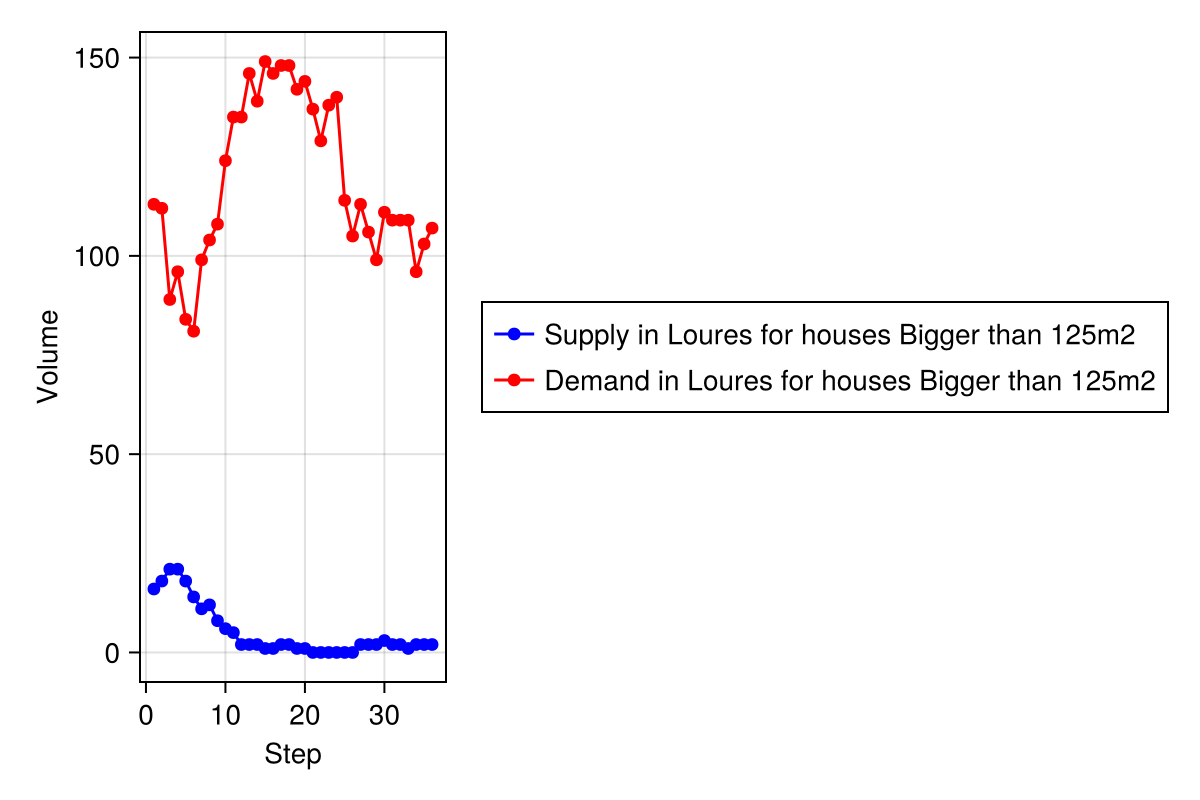 150
100
50
0
Volume
0 10 20 30
Step
Supply in Loures for houses Bigger than 125m2
Demand in Loures for houses Bigger than 125m2